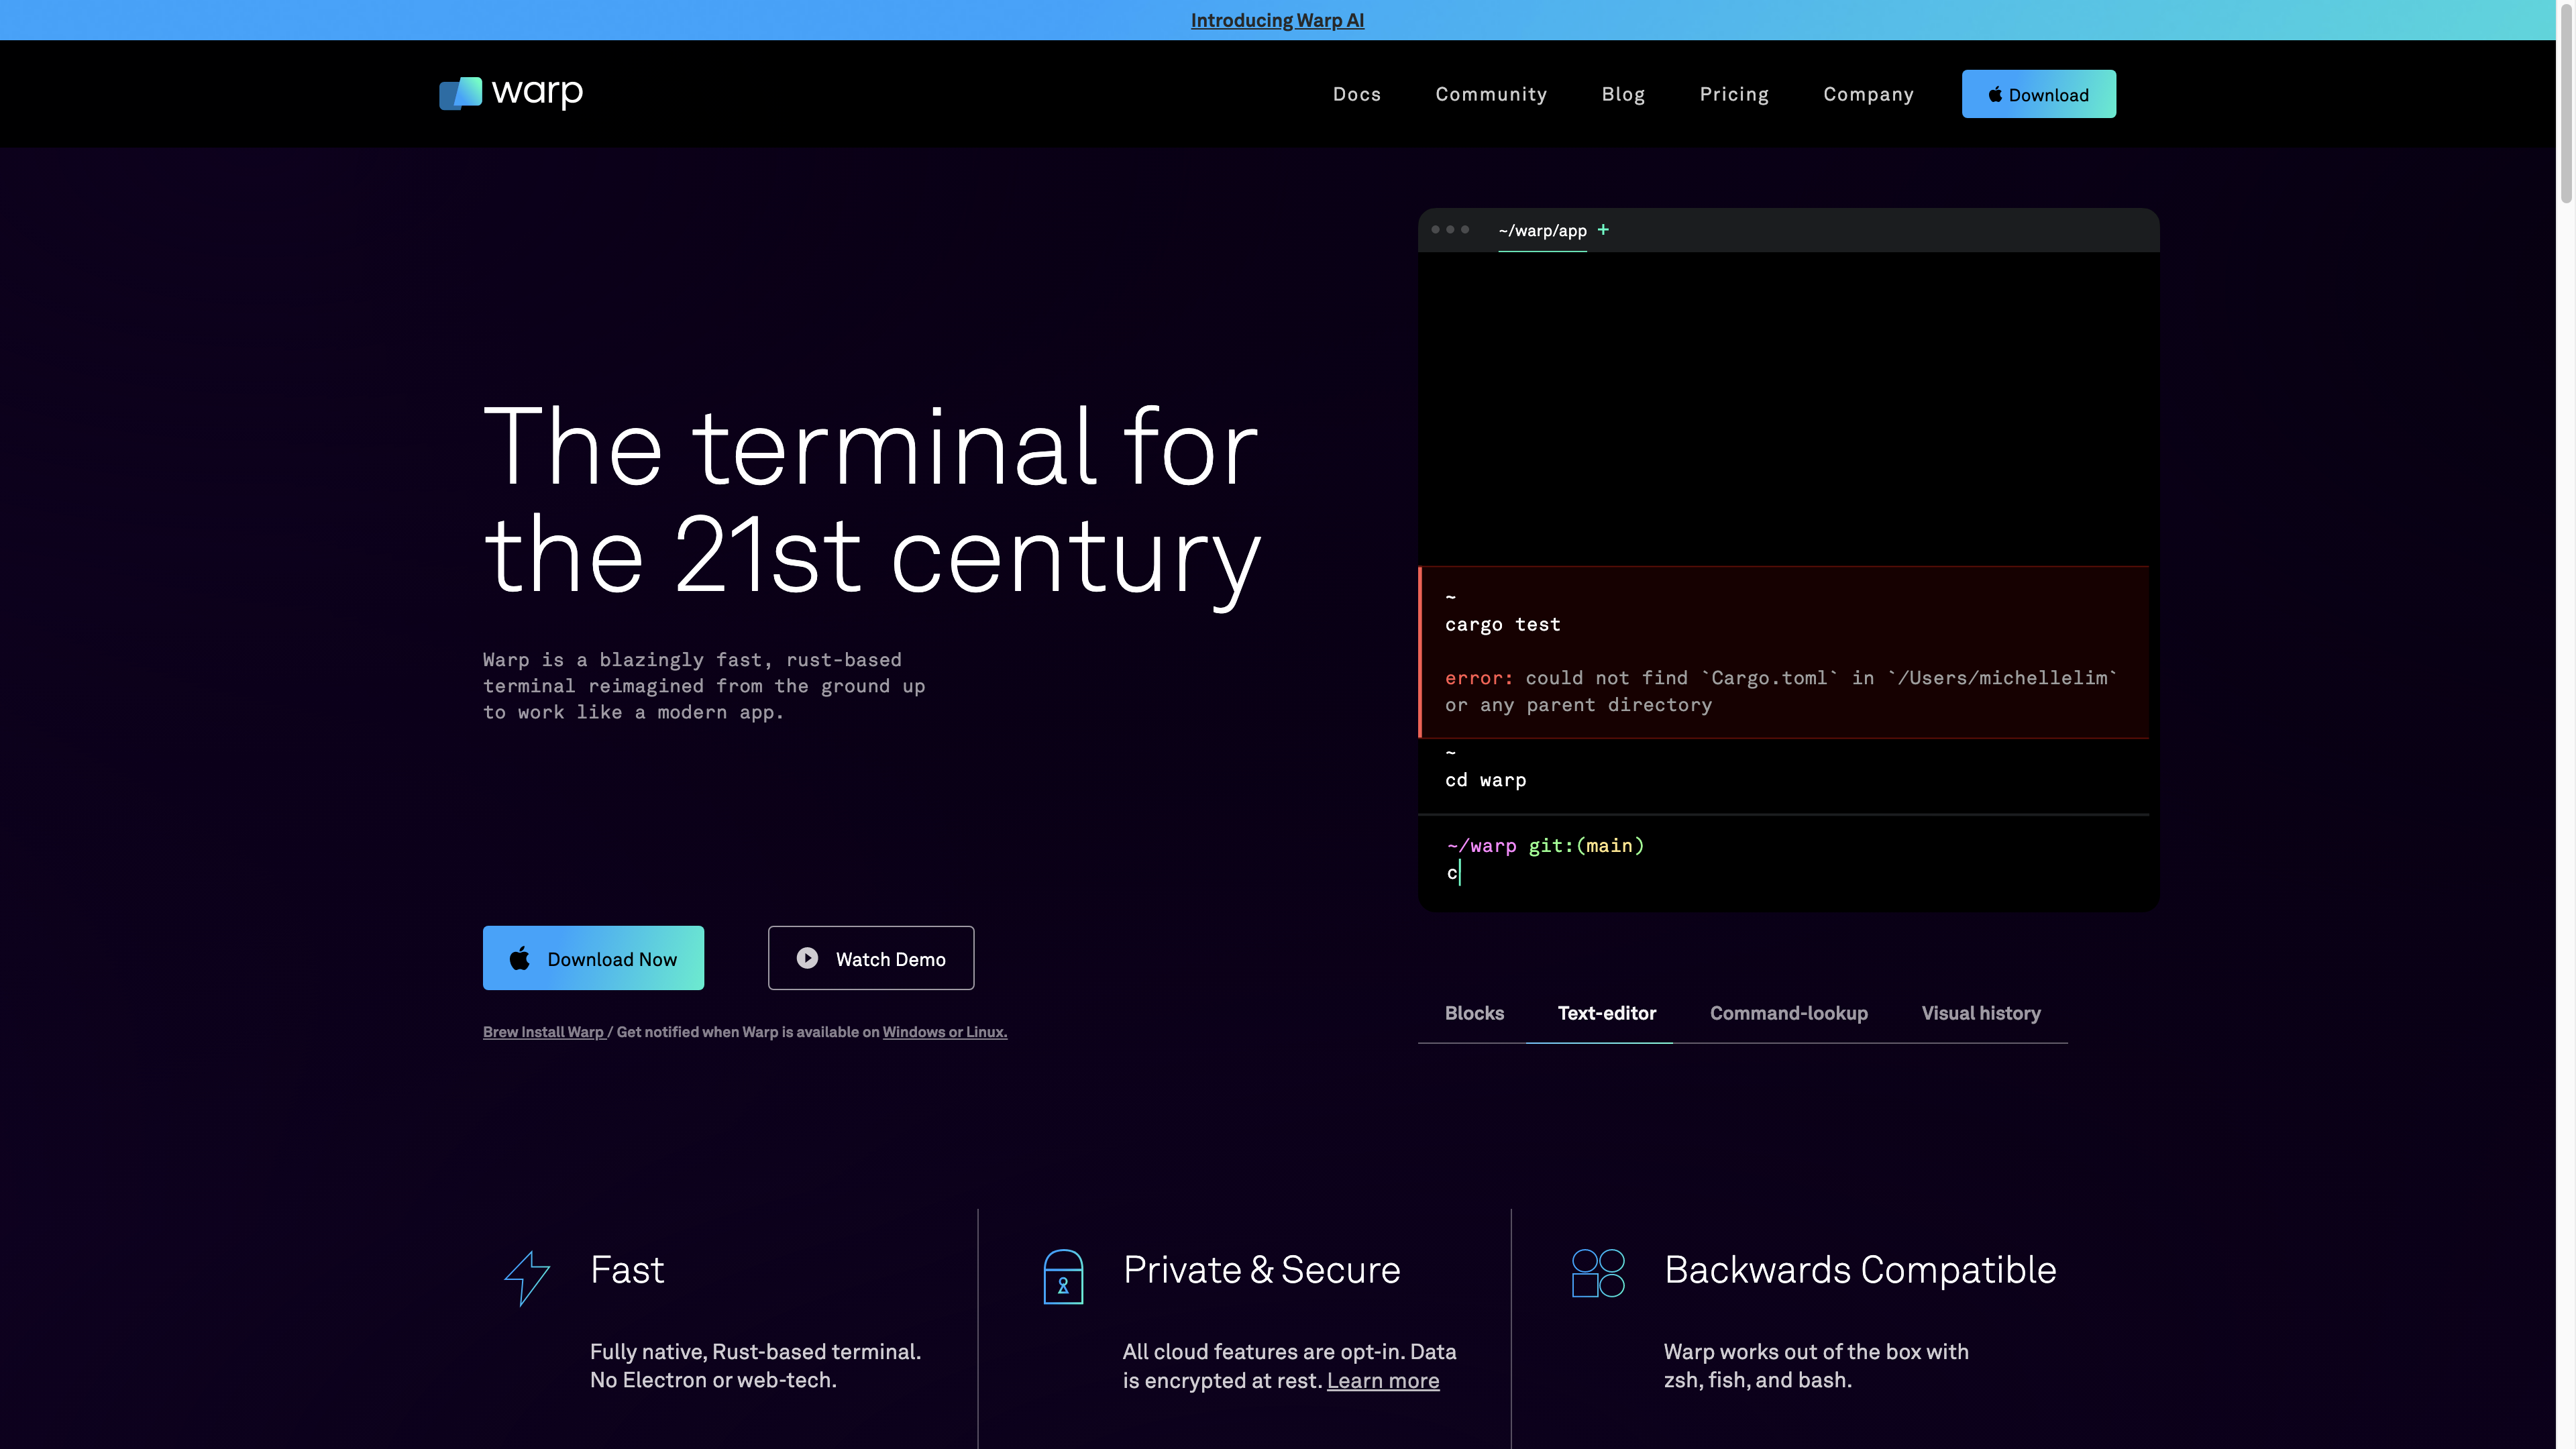 Introducing Warp AI
warp
Docs
Community
Blog
Pricing
Company
Download
The terminal for
the 21st century
Warp is a blazingly fast, rust-based
terminal reimagined from the ground up
to work like a modern app.
Download Now
Watch Demo
Brew Install Warp / Get notified when Warp is available on Windows or Linux.
~/warp/app +
~
cargo test
error: could not find `Cargo.toml` in `/Users/michellelim`
or any parent directory
~
cd warp
~/warp git:(main)
c
Blocks
Text-editor
Command-lookup
Visual history
Fast
Fully native, Rust-based terminal.
No Electron or web-tech.
Private & Secure
All cloud features are opt-in. Data
is encrypted at rest. Learn more
Backwards Compatible
Warp works out of the box with
zsh, fish, and bash.